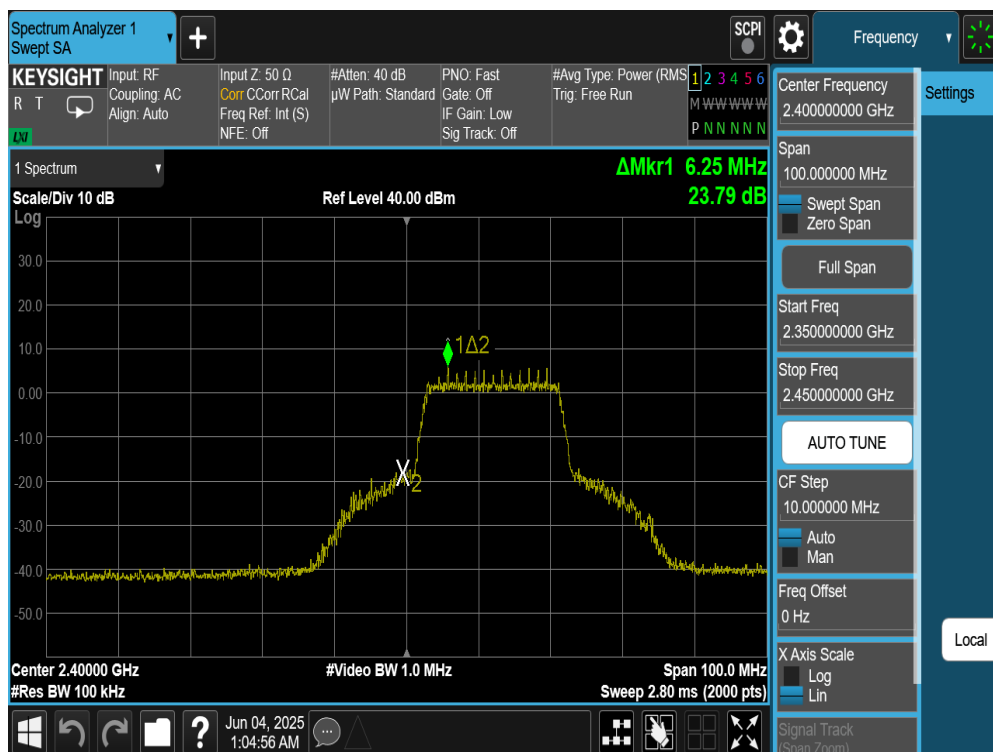 Spectrum Analyzer 1
Swept SA
+
SCPI
Frequency
KEYSIGHT
R T
LXI
Input: RF
Coupling: AC
Align: Auto
Input Z: 50 Ω
Corr CCorr RCal
Freq Ref: Int (S)
NFE: Off
#Atten: 40 dB
µW Path: Standard
PNO: Fast
Gate: Off
IF Gain: Low
Sig Track: Off
#Avg Type: Power (RMS
Trig: Free Run
1 2 3 4 5 6
M W W W W W
P N N N N N
Center Frequency
2.400000000 GHz
Settings
1 Spectrum
ΔMkr1 6.25 MHz
23.79 dB
Scale/Div 10 dB
Ref Level 40.00 dBm
Log
30.0
20.0
10.0
0.00
-10.0
-20.0
-30.0
-40.0
-50.0
1Δ2
X2
Span
100.000000 MHz
Swept Span
Zero Span
Full Span
Start Freq
2.350000000 GHz
Stop Freq
2.450000000 GHz
AUTO TUNE
CF Step
10.000000 MHz
Auto
Man
Freq Offset
0 Hz
X Axis Scale
Log
Lin
Signal Track
(Span Zoom)
Local
Center 2.40000 GHz
#Video BW 1.0 MHz
Span 100.0 MHz
#Res BW 100 kHz
Sweep 2.80 ms (2000 pts)
?
Jun 04, 2025
1:04:56 AM